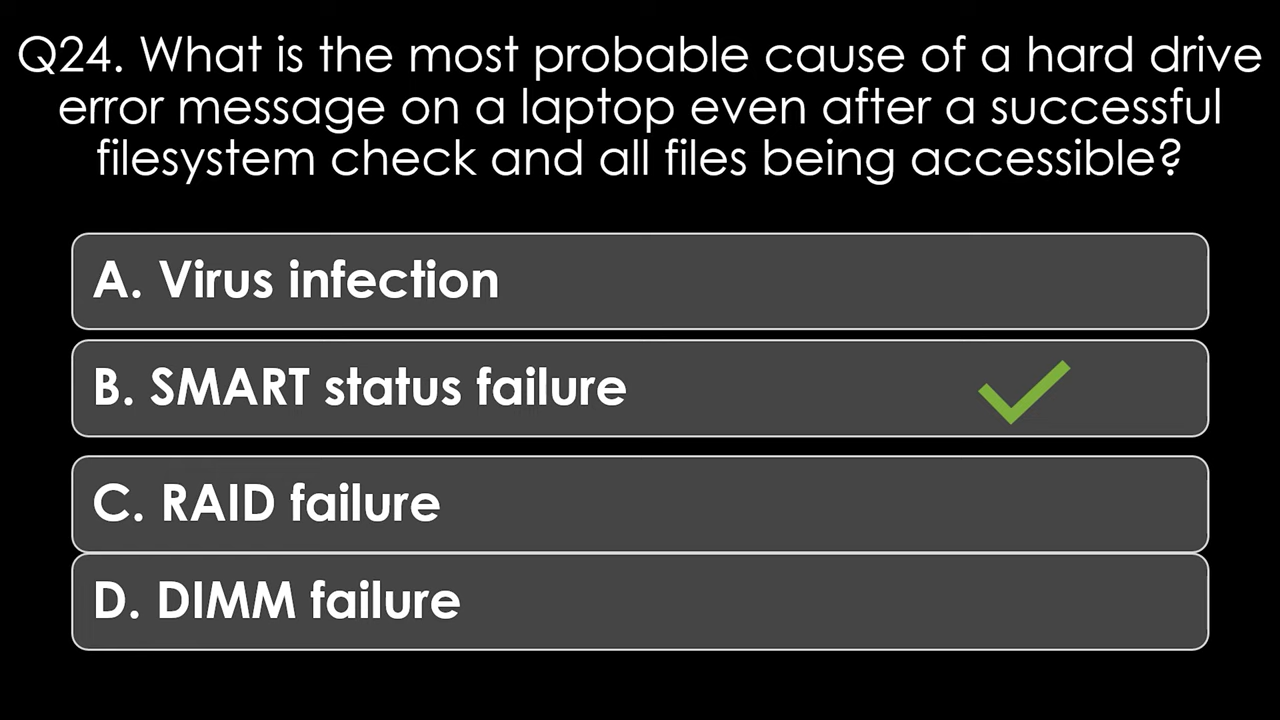 Q24. What is the most probable cause of a hard drive
error message on a laptop even after a successful
filesystem check and all files being accessible?
A. Virus infection
B. SMART status failure
C. RAID failure
D. DIMM failure